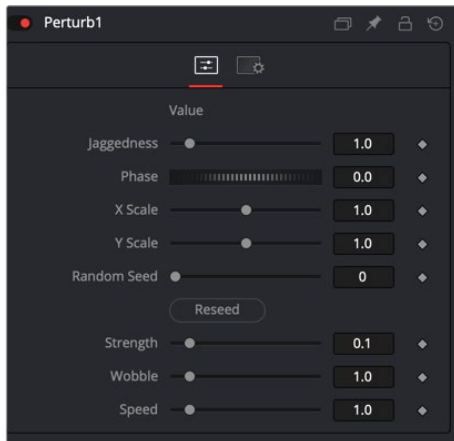 Perturb1
Value
Jaggedness 1.0
Phase 0.0
X Scale 1.0
Y Scale 1.0
Random Seed 0
Reseed
Strength 0.1
Wobble 1.0
Speed 1.0